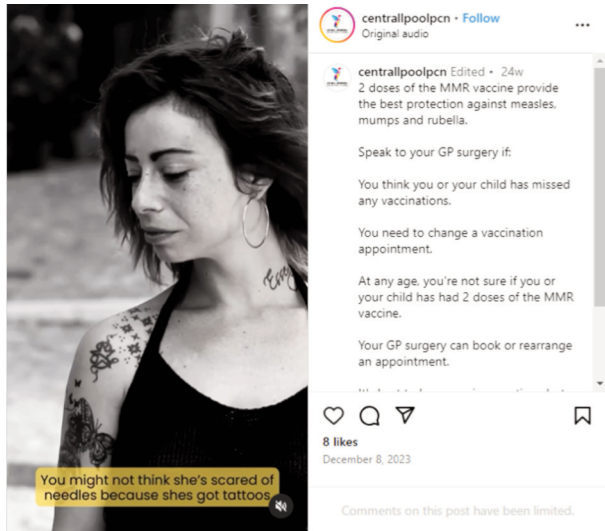 centrallpoolpcn • Follow
Original audio
centrallpoolpcn Edited • 24w
2 doses of the MMR vaccine provide
the best protection against measles,
mumps and rubella.
Speak to your GP surgery if:
You think you or your child has missed
any vaccinations.
You need to change a vaccination
appointment.
At any age, you're not sure if you or
your child has had 2 doses of the MMR
vaccine.
Your GP surgery can book or rearrange
an appointment.
8 likes
December 8, 2023
Comments on this post have been limited.
You might not think she's scared of
needles because shes got tattoos